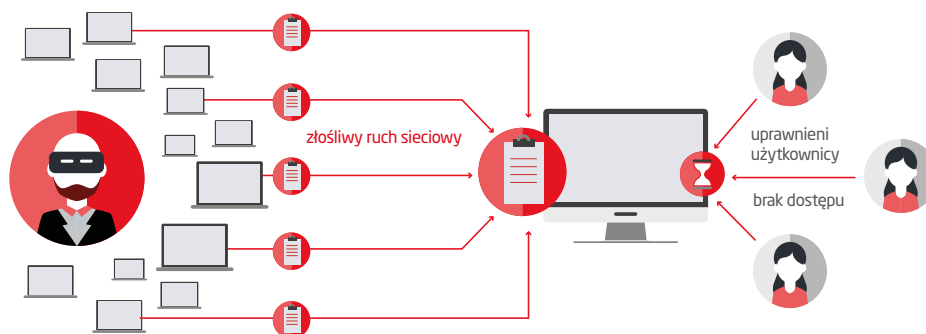 złośliwy ruch sieciowy
uprawnieni
użytkownicy
brak dostępu